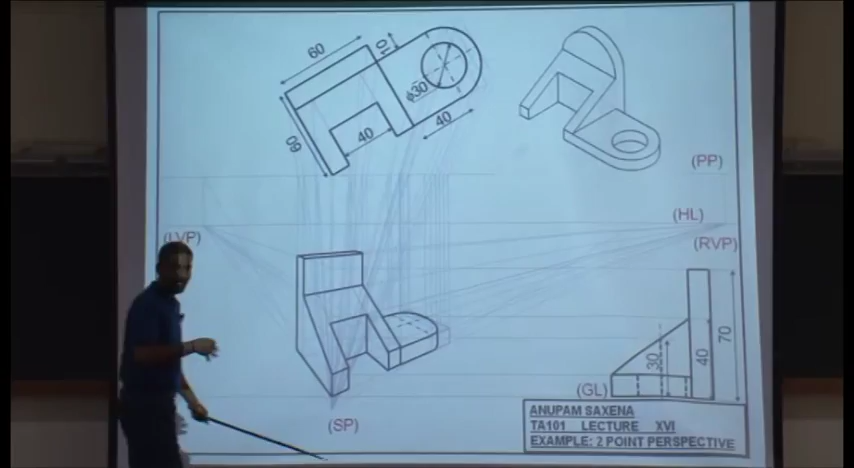 60
10
ϕ30
60
40
40
(PP)
(HL)
(LVP)
(RVP)
70
30
40
(GL)
(SP)
ANUPAM SAXENA
TA101 LECTURE XVI
EXAMPLE: 2 POINT PERSPECTIVE